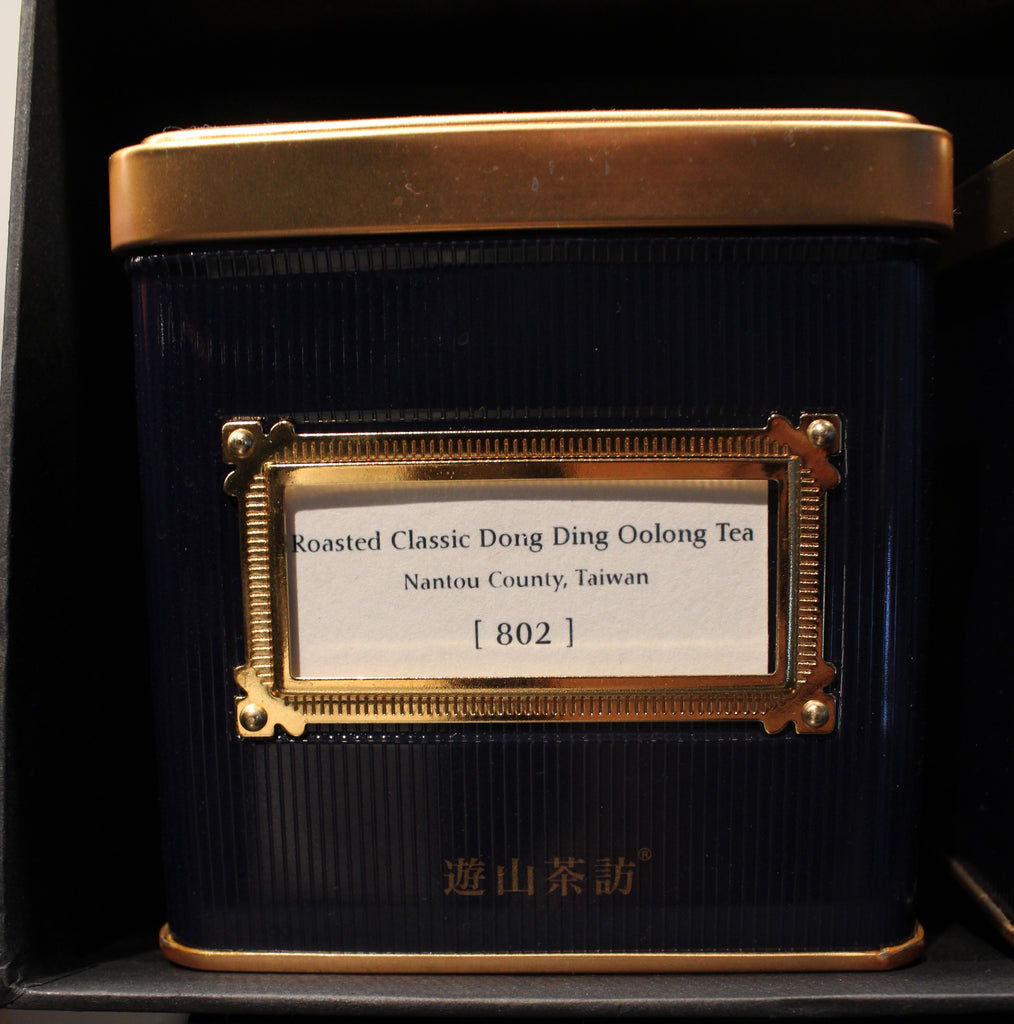 Roasted Classic Dong Ding Oolong Tea
Nantou County, Taiwan
[ 802 ]
遊山茶訪®